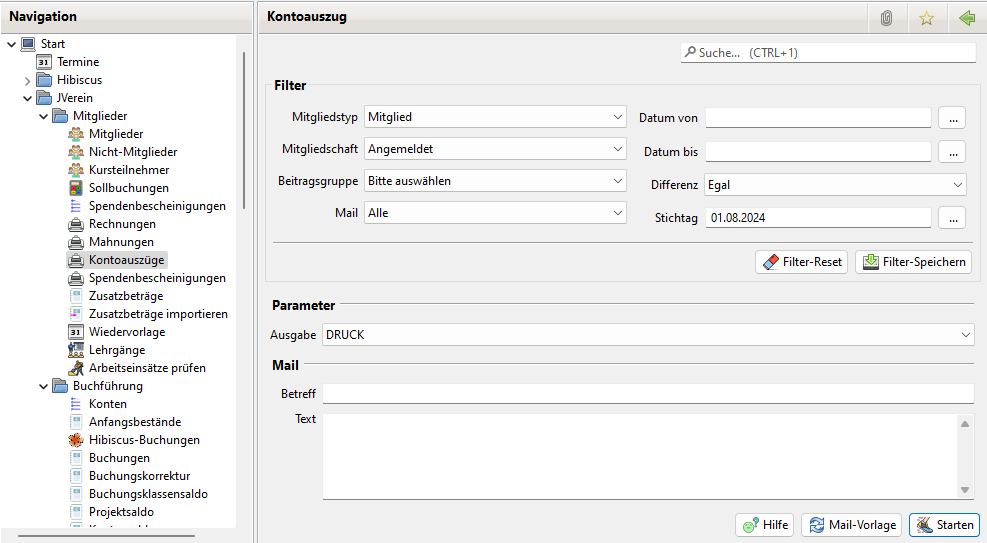 Navigation
Start
31 Termine
Hibiscus
JVerein
Mitglieder
Mitglieder
Nicht-Mitglieder
Kursteilnehmer
Sollbuchungen
Spendenbescheinigungen
Rechnungen
Mahnungen
Kontoauszüge
Spendenbescheinigungen
Zusatzbeträge
Zusatzbeträge importieren
31 Wiedervorlage
Lehrgänge
Arbeitseinsätze prüfen
Buchführung
Konten
Anfangsbestände
Hibiscus-Buchungen
Buchungen
Buchungskorrektur
Buchungsklassensaldo
Projektsaldo
Kontoauszug
Suche... (CTRL+1)
Filter
Mitgliedstyp Mitglied Datum von ...
Mitgliedschaft Angemeldet Datum bis ...
Beitragsgruppe Bitte auswählen Differenz Egal
Mail Alle Stichtag 01.08.2024 ...
Filter-Reset Filter-Speichern
Parameter
Ausgabe DRUCK
Mail
Betreff
Text
Hilfe Mail-Vorlage Starten